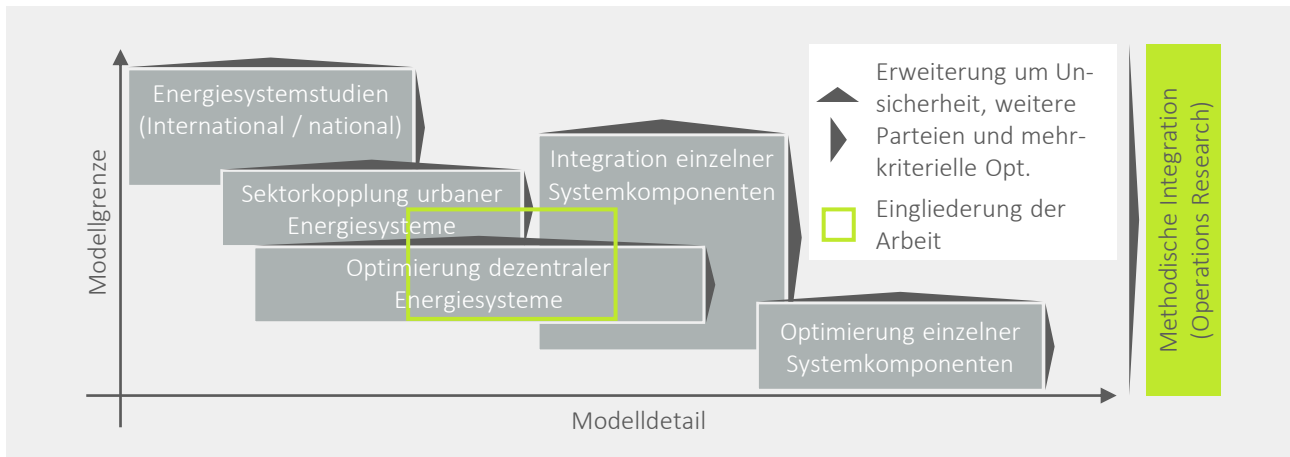 Modellgrenze
Energiesystemstudien
(International / national)
Sektorkopplung urbaner
Energiesysteme
Optimierung dezentraler
Energiesysteme
Integration einzelner
Systemkomponenten
Optimierung einzelner
Systemkomponenten
Modelldetail
Erweiterung um Un-
sicherheit, weitere
Parteien und mehr-
kriterielle Opt.
Eingliederung der
Arbeit
Methodische Integration
(Operations Research)